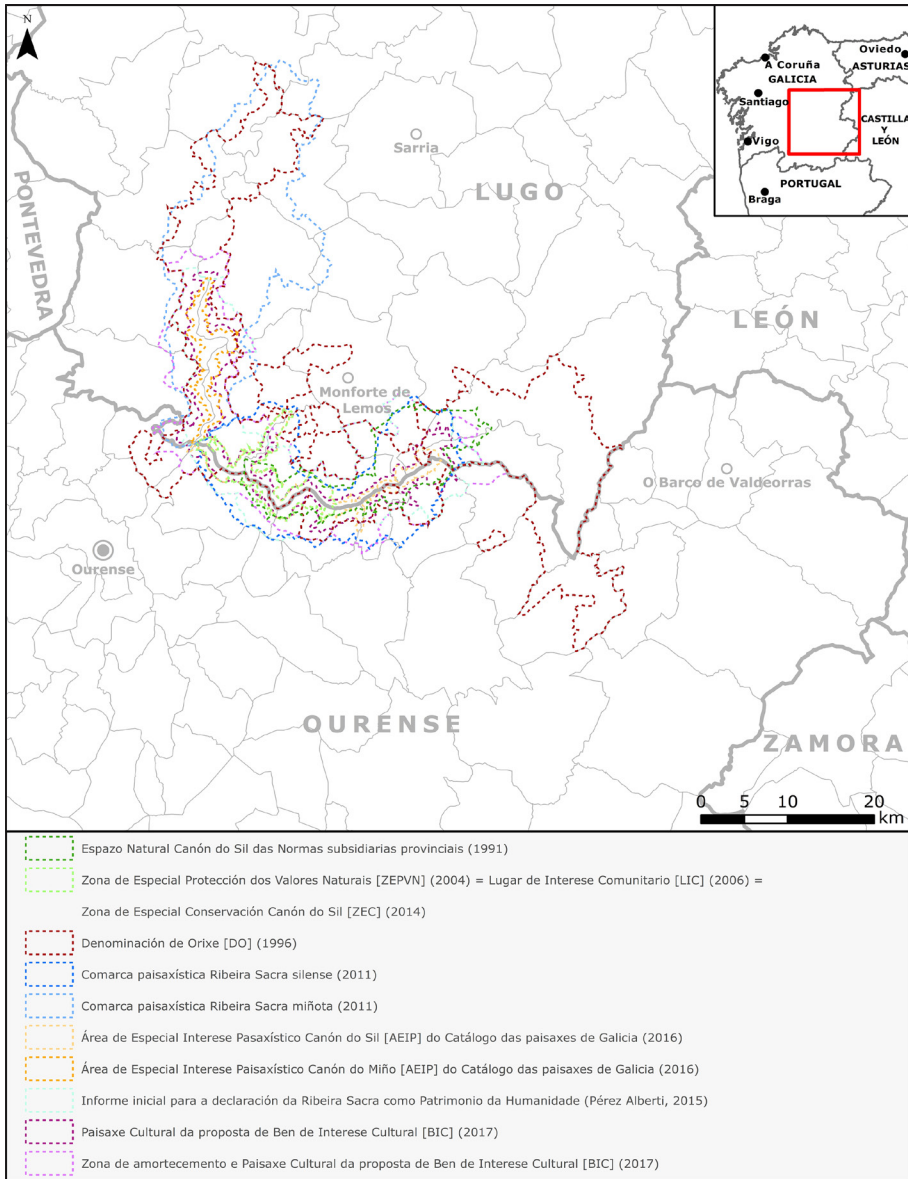 N
A Coruña
Oviedo
GALICIA
ASTURIAS
Santiago
CASTILLA
Y
LEÓN
Vigo
PORTUGAL
Braga
Sarria
LUGO
PONTEVEDRA
LEÓN
Monforte de
Lemos
O Barco de Valdeorras
Ourense
OURENSE
ZAMORA
0 5 10 20
km
Espazo Natural Canón do Sil das Normas subsidiarias provinciais (1991)
Zona de Especial Protección dos Valores Naturais [ZEPVN] (2004) = Lugar de Interese Comunitario [LIC] (2006) =
Zona de Especial Conservación Canón do Sil [ZEC] (2014)
Denominación de Orixe [DO] (1996)
Comarca paisaxística Ribeira Sacra silense (2011)
Comarca paisaxística Ribeira Sacra miñota (2011)
Área de Especial Interese Pasaxístico Canón do Sil [AEIP] do Catálogo das paisaxes de Galicia (2016)
Área de Especial Interese Paisaxístico Canón do Miño [AEIP] do Catálogo das paisaxes de Galicia (2016)
Informe inicial para a declaración da Ribeira Sacra como Patrimonio da Humanidade (Pérez Alberti, 2015)
Paisaxe Cultural da proposta de Ben de Interese Cultural [BIC] (2017)
Zona de amortecemento e Paisaxe Cultural da proposta de Ben de Interese Cultural [BIC] (2017)